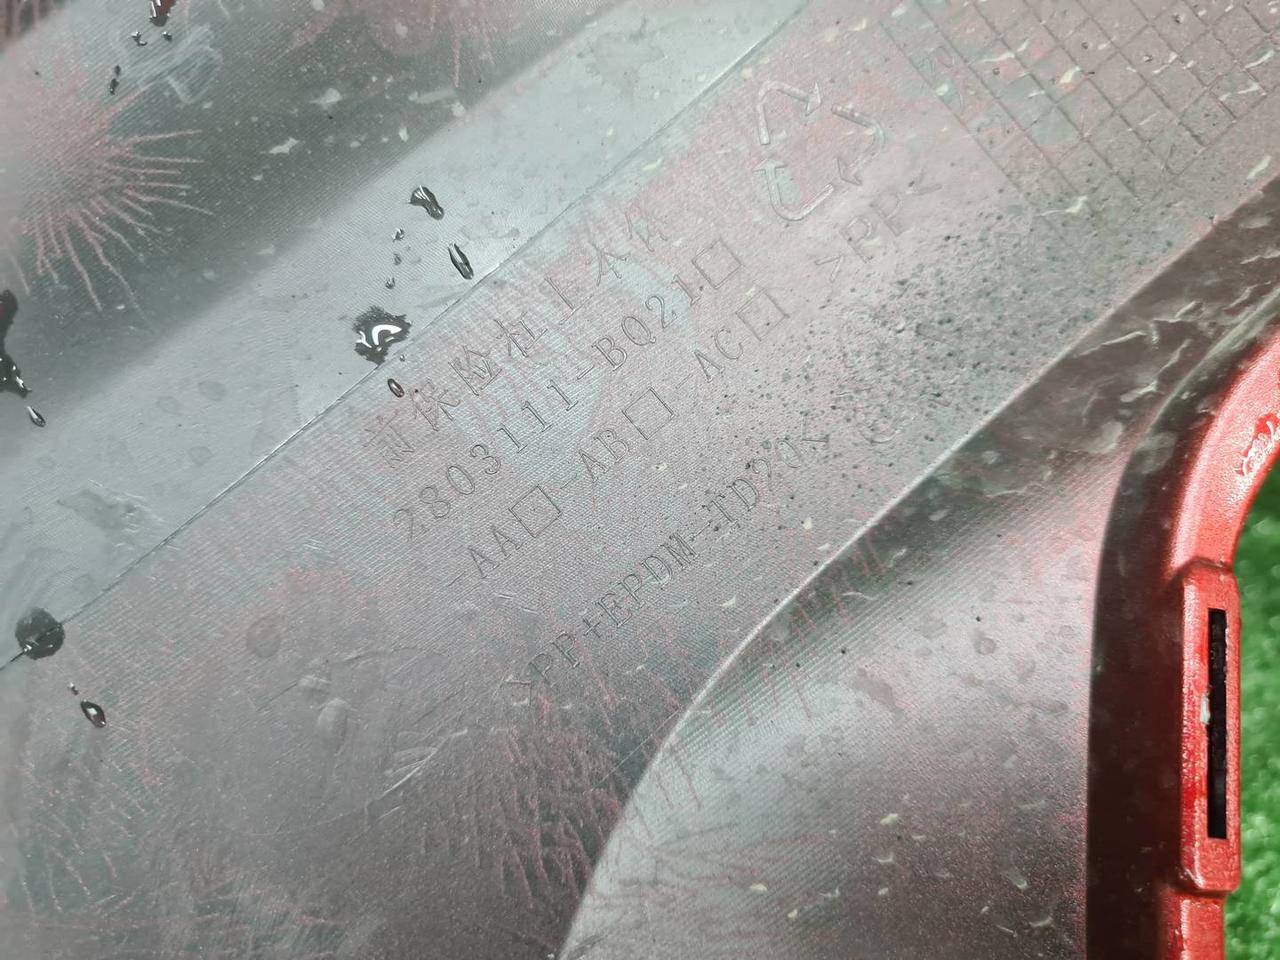 前保险杠上本体
2803111-BQ21□
-AA□-AB□-AC□
>PP+EPDM-TD20<
>PP<